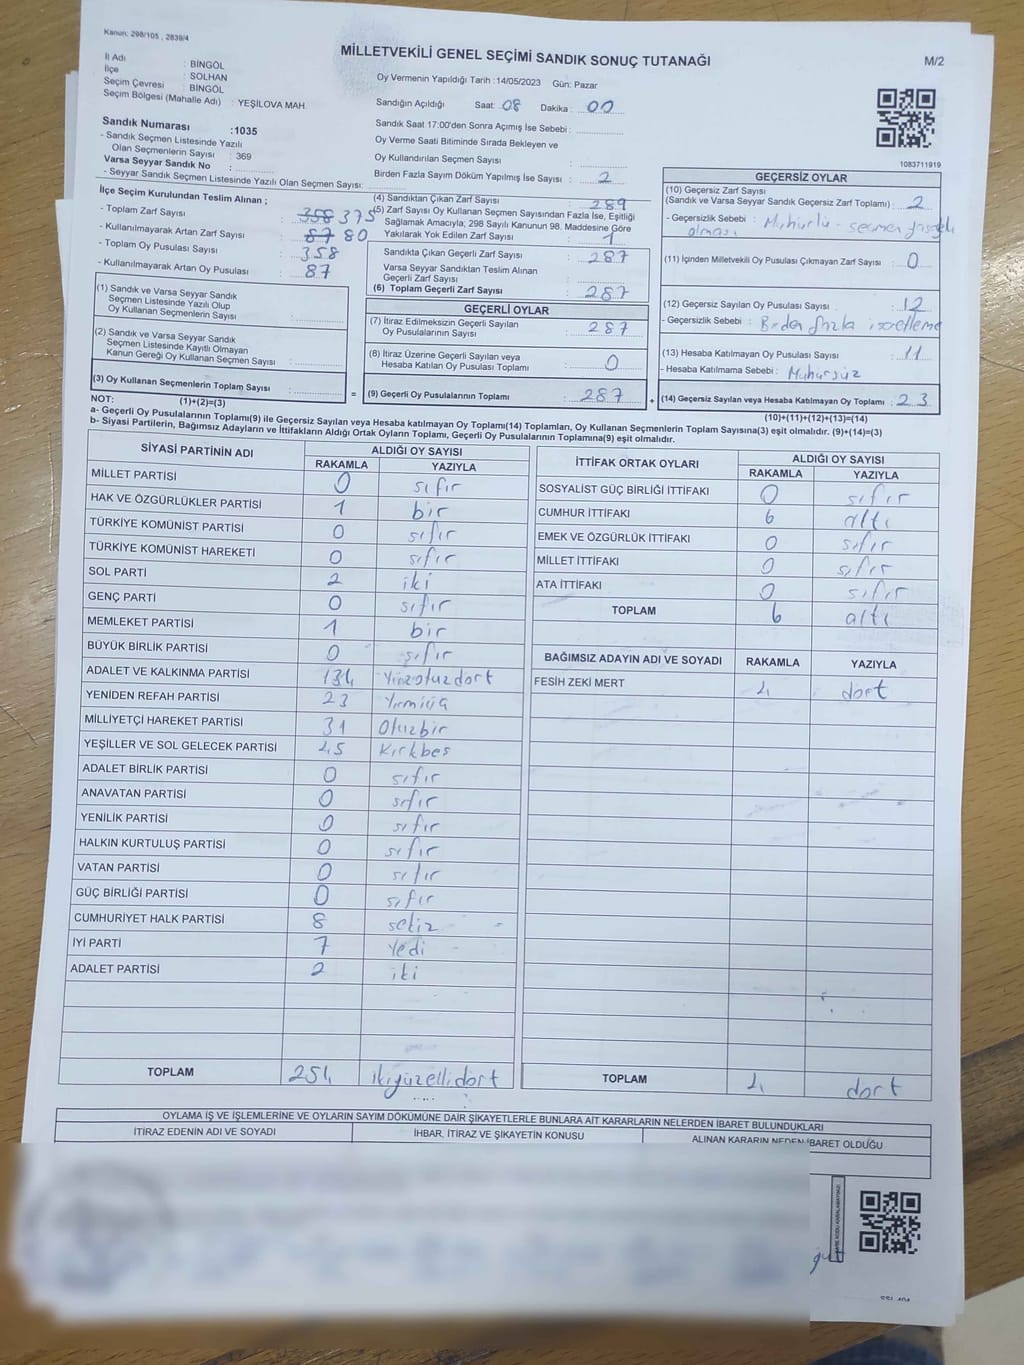 Kanun: 298/105 , 2839/4
MİLLETVEKİLİ GENEL SEÇİMİ SANDIK SONUÇ TUTANAĞI
M/2
İl Adı : BİNGÖL
İlçe : SOLHAN
Seçim Çevresi : BİNGÖL
Seçim Bölgesi (Mahalle Adı) : YEŞİLOVA MAH.
Sandık Numarası :1035
- Sandık Seçmen Listesinde Yazılı
Olan Seçmenlerin Sayısı : 369
Varsa Seyyar Sandık No :
- Seyyar Sandık Seçmen Listesinde Yazılı Olan Seçmen Sayısı:
Oy Vermenin Yapıldığı Tarih :14/05/2023 Gün: Pazar
Sandığın Açıldığı Saat: 08 Dakika : 00
Sandık Saat 17:00'den Sonra Açımış İse Sebebi :
Oy Verme Saati Bitiminde Sırada Bekleyen ve
Oy Kullandırılan Seçmen Sayısı :
Birden Fazla Sayım Döküm Yapılmış İse Sayısı : 2
1083711919
İlçe Seçim Kurulundan Teslim Alınan ;
- Toplam Zarf Sayısı : 358 375
- Kullanılmayarak Artan Zarf Sayısı : 87 80
- Toplam Oy Pusulası Sayısı : 358
- Kullanılmayarak Artan Oy Pusulası : 87
(1) Sandık ve Varsa Seyyar Sandık
Seçmen Listesinde Yazılı Olup
Oy Kullanan Seçmenlerin Sayısı :
(2) Sandık ve Varsa Seyyar Sandık
Seçmen Listesinde Kayıtlı Olmayan
Kanun Gereği Oy Kullanan Seçmen Sayısı :
(3) Oy Kullanan Seçmenlerin Toplam Sayısı :
(1)+(2)=(3)
(4) Sandıktan Çıkan Zarf Sayısı : 289
(5) Zarf Sayısı Oy Kullanan Seçmen Sayısından Fazla İse, Eşitliği
Sağlamak Amacıyla; 298 Sayılı Kanunun 98. Maddesine Göre
Yakılarak Yok Edilen Zarf Sayısı : 1
Sandıkta Çıkan Geçerli Zarf Sayısı : 287
Varsa Seyyar Sandıktan Teslim Alınan
Geçerli Zarf Sayısı :
(6) Toplam Geçerli Zarf Sayısı : 287
GEÇERLİ OYLAR
(7) İtiraz Edilmeksizin Geçerli Sayılan
Oy Pusulalarının Sayısı : 287
(8) İtiraz Üzerine Geçerli Sayılan veya
Hesaba Katılan Oy Pusulası Toplamı : 0
= (9) Geçerli Oy Pusulalarının Toplamı : 287 +
GEÇERSİZ OYLAR
(10) Geçersiz Zarf Sayısı
(Sandık ve Varsa Seyyar Sandık Geçersiz Zarf Toplamı) : 2
- Geçersizlik Sebebi : Mühürlü - seçmen
olması
(11) İçinden Milletvekili Oy Pusulası Çıkmayan Zarf Sayısı : 0
(12) Geçersiz Sayılan Oy Pusulası Sayısı : 12
- Geçersizlik Sebebi : Birden fazla isaretleme
(13) Hesaba Katılmayan Oy Pusulası Sayısı : 11
- Hesaba Katılmama Sebebi : Muhursüz
(14) Geçersiz Sayılan veya Hesaba Katılmayan Oy Toplamı : 23
(10)+(11)+(12)+(13)=(14)
NOT:
a- Geçerli Oy Pusulalarının Toplamı(9) ile Geçersiz Sayılan veya Hesaba katılmayan Oy Toplamı(14) Toplamları, Oy Kullanan Seçmenlerin Toplam Sayısına(3) eşit olmalıdır. (9)+(14)=(3)
b- Siyasi Partilerin, Bağımsız Adayların ve İttifakların Aldığı Ortak Oyların Toplamı, Geçerli Oy Pusulalarının Toplamına(9) eşit olmalıdır.
SİYASİ PARTİNİN ADI ALDIĞI OY SAYISI
RAKAMLA YAZIYLA
MİLLET PARTİSİ 0 sıfır
HAK VE ÖZGÜRLÜKLER PARTİSİ 1 bir
TÜRKİYE KOMÜNİST PARTİSİ 0 sıfır
TÜRKİYE KOMÜNİST HAREKETİ 0 sıfır
SOL PARTİ 2 iki
GENÇ PARTİ 0 sıfır
MEMLEKET PARTİSİ 1 bir
BÜYÜK BİRLİK PARTİSİ 0 sıfır
ADALET VE KALKINMA PARTİSİ 134 Yüzotuzdort
YENİDEN REFAH PARTİSİ 23 Yırmiüç
MİLLİYETÇİ HAREKET PARTİSİ 31 Otuzbir
YEŞİLLER VE SOL GELECEK PARTİSİ 45 Kırkbes
ADALET BİRLİK PARTİSİ 0 sıfır
ANAVATAN PARTİSİ 0 sıfır
YENİLİK PARTİSİ 0 sıfır
HALKIN KURTULUŞ PARTİSİ 0 sıfır
VATAN PARTİSİ 0 sıfır
GÜÇ BİRLİĞİ PARTİSİ 0 sıfır
CUMHURİYET HALK PARTİSİ 8 sekiz
İYİ PARTİ 7 Yedi
ADALET PARTİSİ 2 iki
TOPLAM 254 ikiyüzellidört
İTTİFAK ORTAK OYLARI ALDIĞI OY SAYISI
RAKAMLA YAZIYLA
SOSYALİST GÜÇ BİRLİĞİ İTTİFAKI 0 sıfır
CUMHUR İTTİFAKI 6 altı
EMEK VE ÖZGÜRLÜK İTTİFAKI 0 sıfır
MİLLET İTTİFAKI 0 sıfır
ATA İTTİFAKI 0 sıfır
TOPLAM 6 altı
BAĞIMSIZ ADAYIN ADI VE SOYADI RAKAMLA YAZIYLA
FESİH ZEKİ MERT 4 dört
TOPLAM 4 dört
OYLAMA İŞ VE İŞLEMLERİNE VE OYLARIN SAYIM DÖKÜMÜNE DAİR ŞİKAYETLERLE BUNLARA AİT KARARLARIN NELERDEN İBARET BULUNDUKLARI
İTİRAZ EDENİN ADI VE SOYADI İHBAR, İTİRAZ VE ŞİKAYETİN KONUSU ALINAN KARARIN NEDEN İBARET OLDUĞU